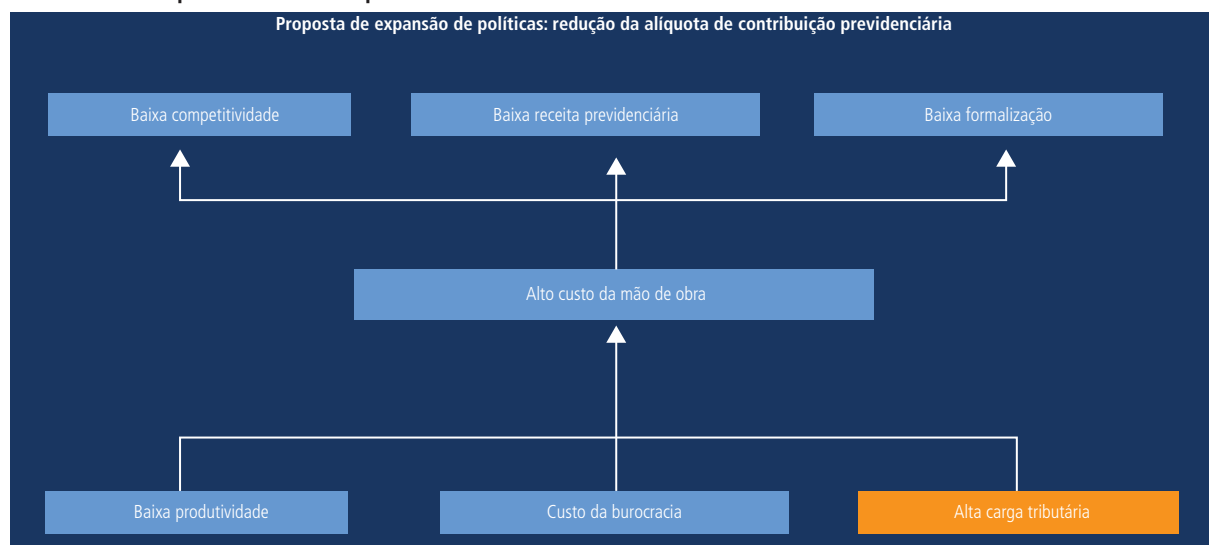 Proposta de expansão de políticas: redução da alíquota de contribuição previdenciária
Baixa competitividade
Baixa receita previdenciária
Baixa formalização
Alto custo da mão de obra
Baixa produtividade
Custo da burocracia
Alta carga tributária